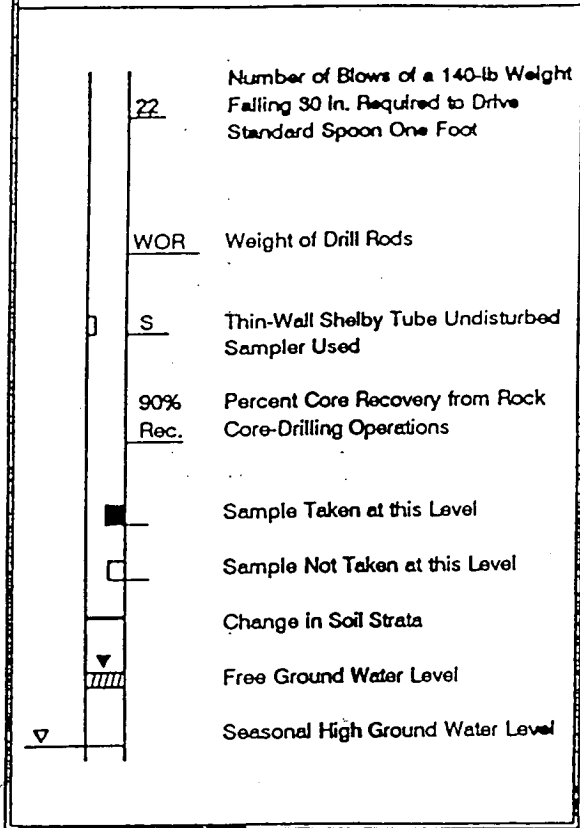 22 Number of Blows of a 140-lb Weight
Falling 30 in. Required to Drive
Standard Spoon One Foot
WOR Weight of Drill Rods
S Thin-Wall Shelby Tube Undisturbed
Sampler Used
90% Percent Core Recovery from Rock
Rec. Core-Drilling Operations
Sample Taken at this Level
Sample Not Taken at this Level
Change in Soil Strata
Free Ground Water Level
Seasonal High Ground Water Level